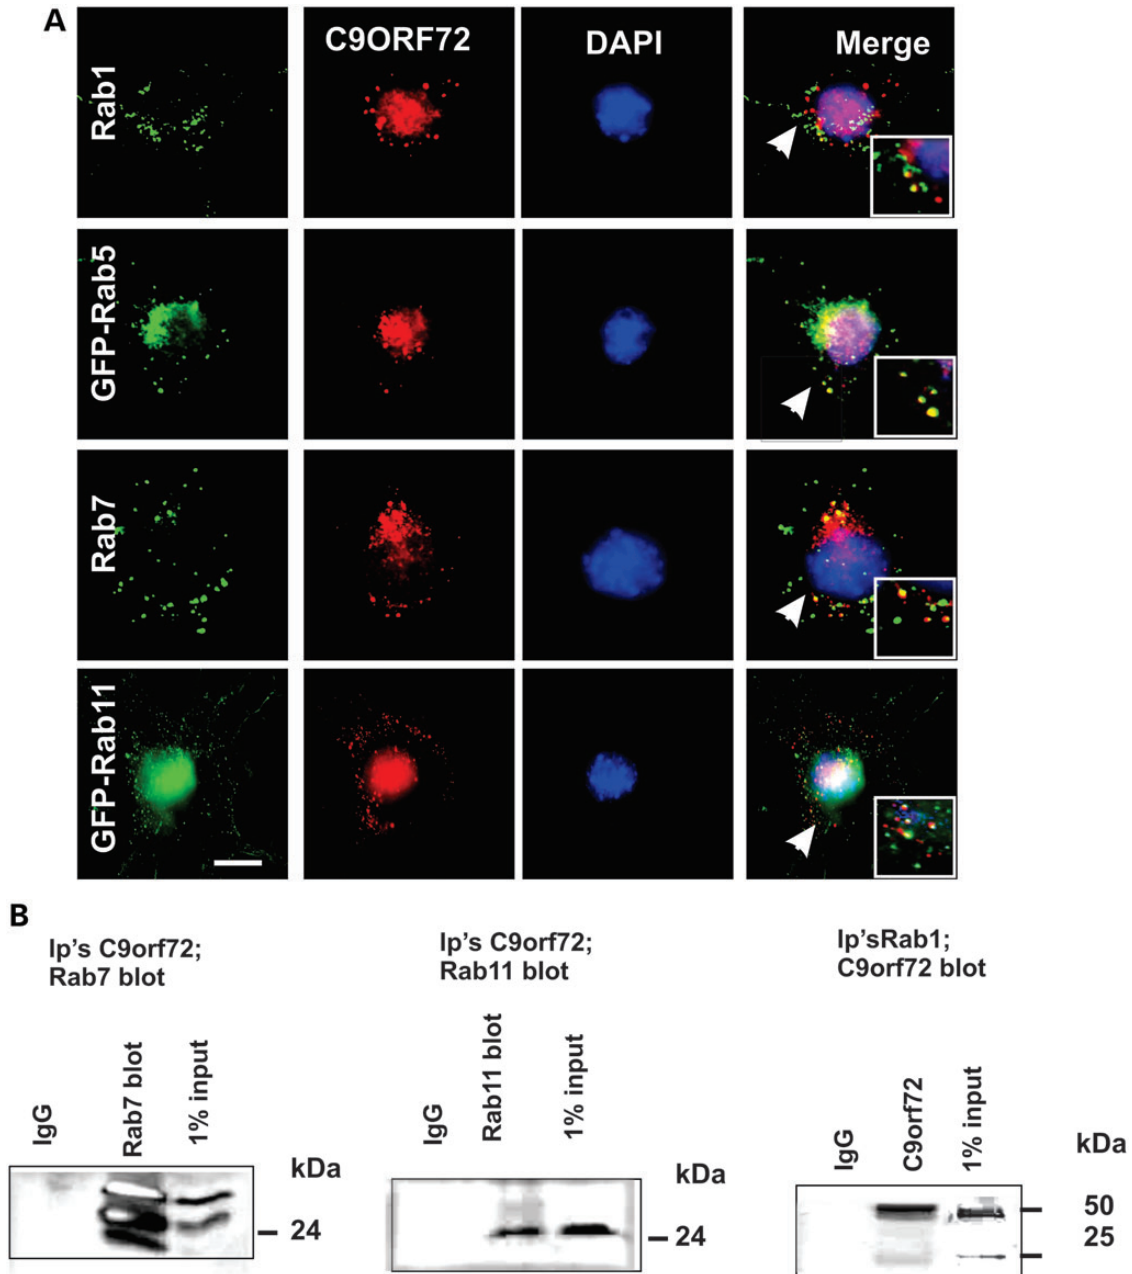 A
C9ORF72
DAPI
Merge
Rab1
GFP-Rab5
Rab7
GFP-Rab11
B
Ip's C9orf72;
Rab7 blot
IgG
Rab7 blot
1% input
kDa
24
Ip's C9orf72;
Rab11 blot
IgG
Rab11 blot
1% input
kDa
24
Ip'sRab1;
C9orf72 blot
IgG
C9orf72
1% input
kDa
50
25